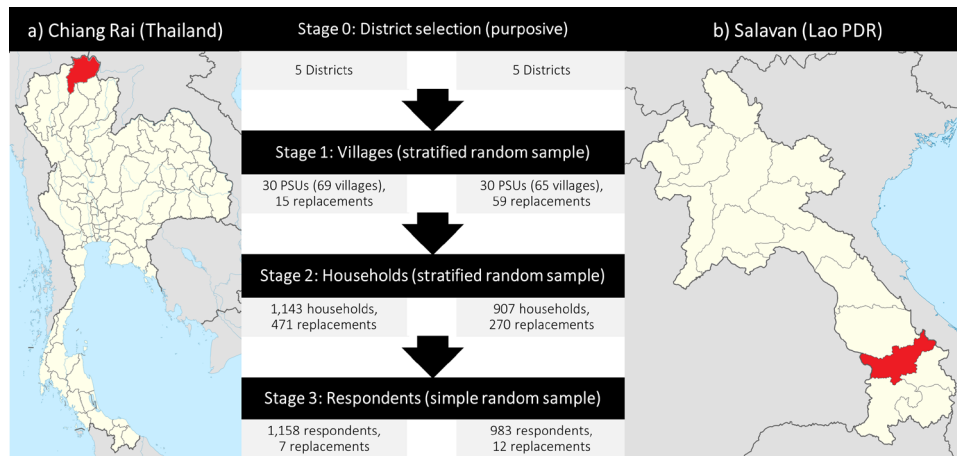 a) Chiang Rai (Thailand)
Stage 0: District selection (purposive)
b) Salavan (Lao PDR)
5 Districts
5 Districts
Stage 1: Villages (stratified random sample)
30 PSUs (69 villages),
15 replacements
30 PSUs (65 villages),
59 replacements
Stage 2: Households (stratified random sample)
1,143 households,
471 replacements
907 households,
270 replacements
Stage 3: Respondents (simple random sample)
1,158 respondents,
7 replacements
983 respondents,
12 replacements